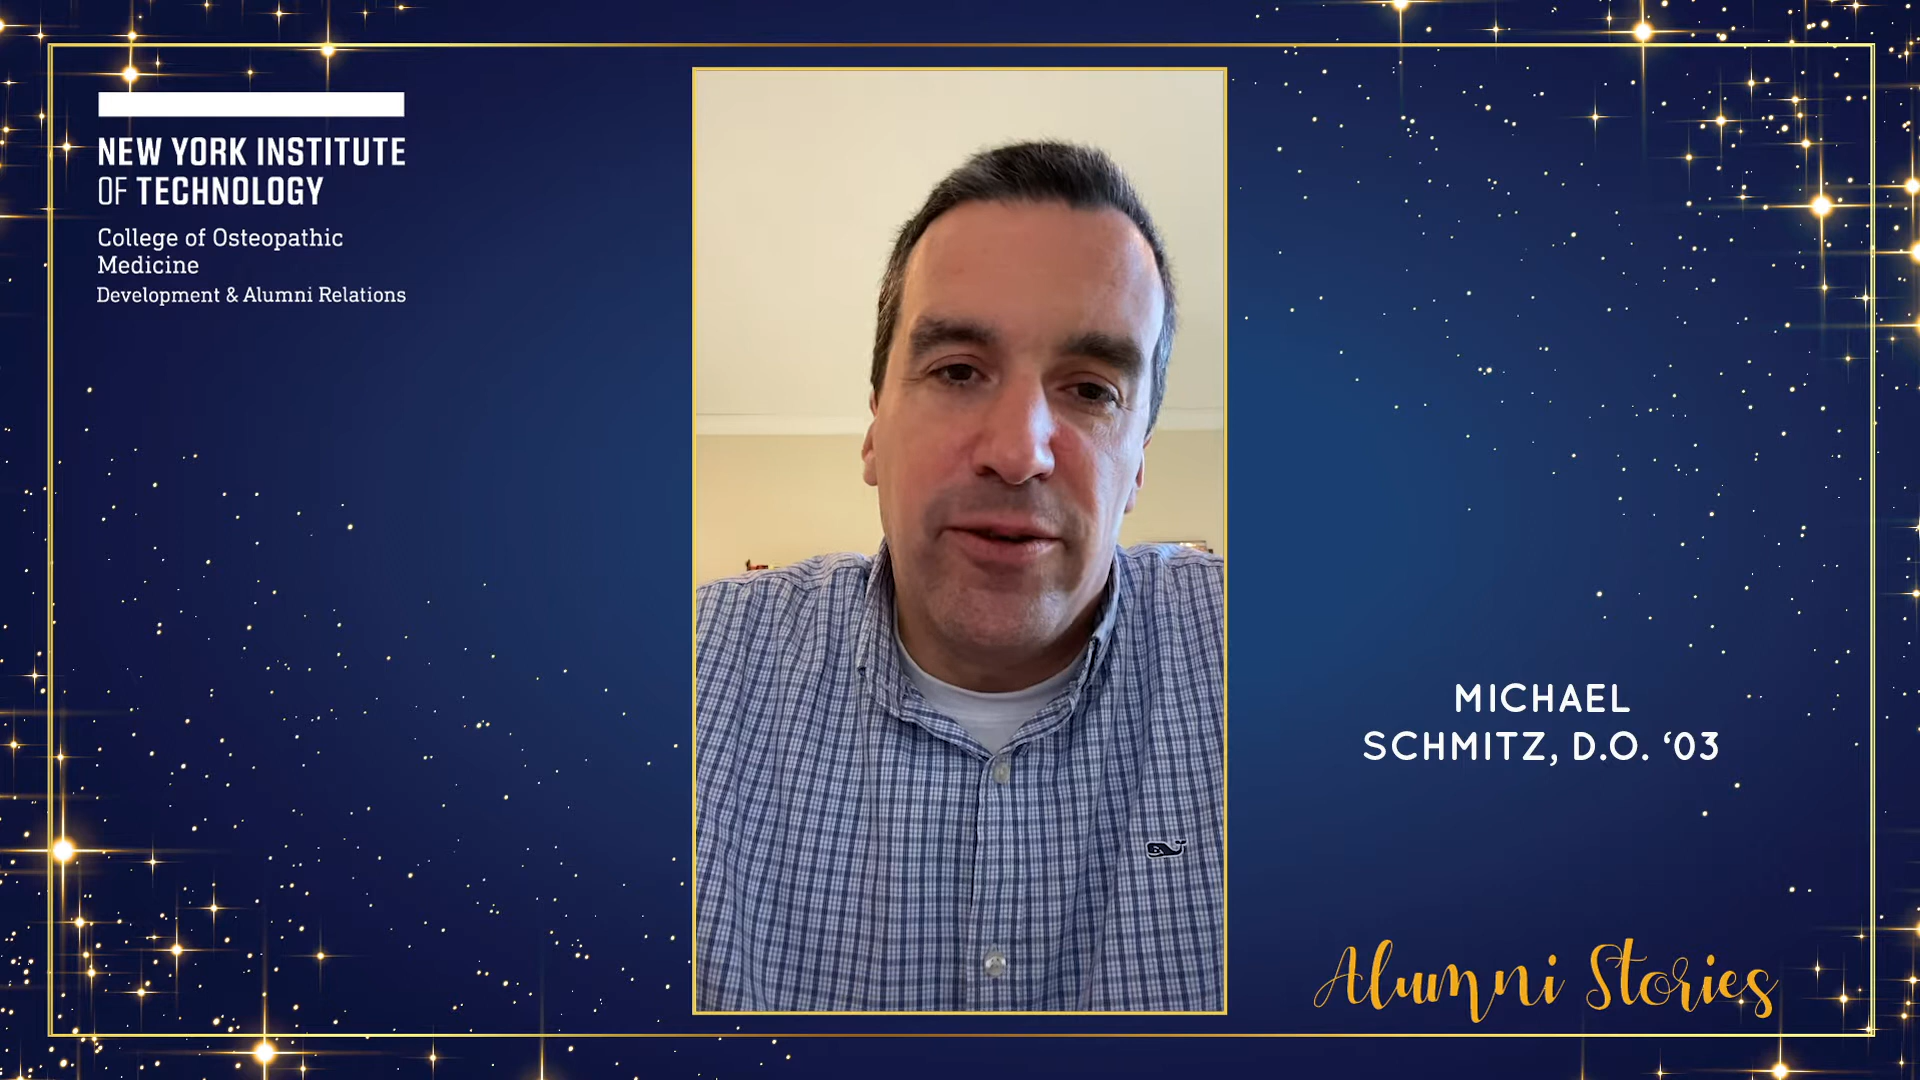 NEW YORK INSTITUTE
OF TECHNOLOGY
College of Osteopathic
Medicine
Development & Alumni Relations
MICHAEL
SCHMITZ, D.O. ‘03
Alumni Stories